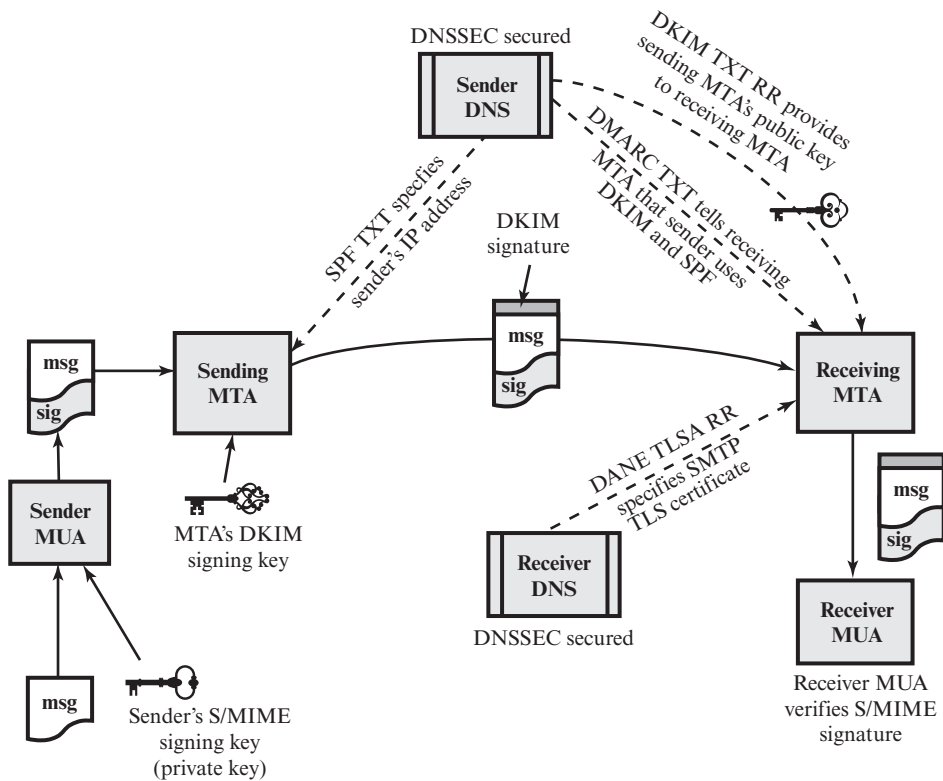 DNSSEC secured
Sender
DNS
DKIM TXT RR provides
sending MTA's public key
to receiving MTA
DMARC TXT tells receiving
MTA that sender uses
DKIM and SPF
SPF TXT specfies
sender's IP address
DKIM
signature
msg
sig
msg
sig
Sending
MTA
Receiving
MTA
DANE TLSA RR
specifies SMTP
TLS certificate
msg
sig
Sender
MUA
MTA's DKIM
signing key
Receiver
DNS
DNSSEC secured
Receiver
MUA
msg
Sender's S/MIME
signing key
(private key)
Receiver MUA
verifies S/MIME
signature